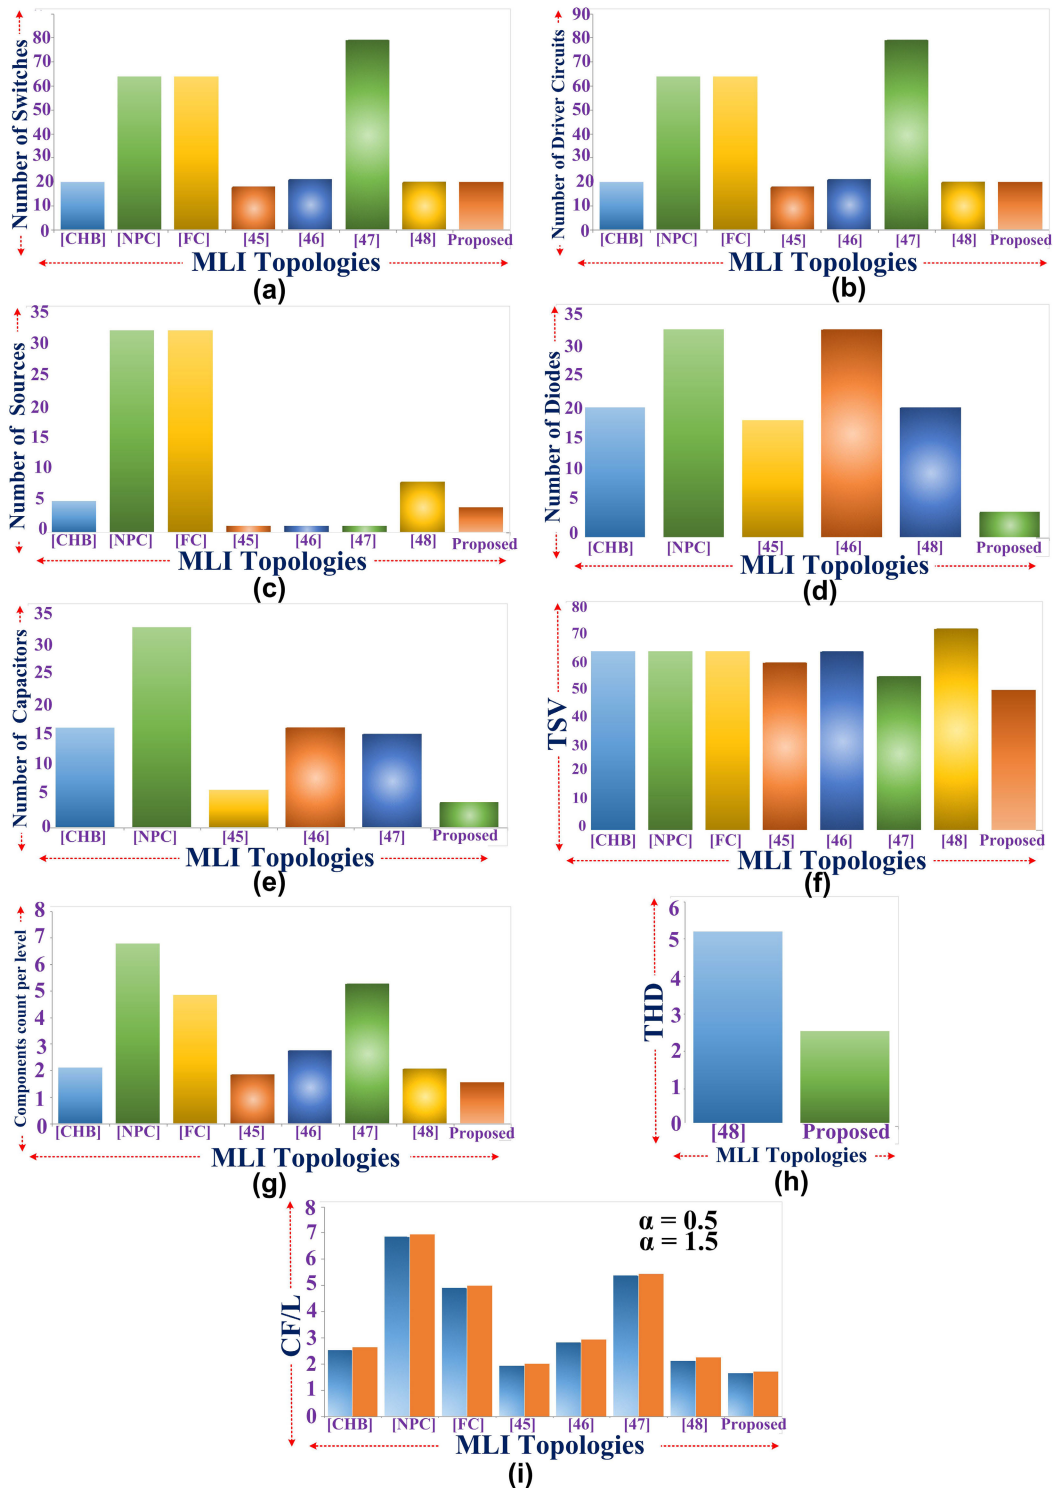 Number of Switches
80
70
60
50
40
30
20
10
0
[CHB] [NPC] [FC] [45] [46] [47] [48] Proposed
MLI Topologies
(a)
Number of Driver Circuits
90
80
70
60
50
40
30
20
10
0
[CHB] [NPC] [FC] [45] [46] [47] [48] Proposed
MLI Topologies
(b)
Number of Sources
35
30
25
20
15
10
5
0
[CHB] [NPC] [FC] [45] [46] [47] [48] Proposed
MLI Topologies
(c)
Number of Diodes
35
30
25
20
15
10
5
0
[CHB] [NPC] [45] [46] [48] Proposed
MLI Topologies
(d)
Number of Capacitors
35
30
25
20
15
10
5
0
[CHB] [NPC] [45] [46] [47] Proposed
MLI Topologies
(e)
TSV
80
70
60
50
40
30
20
10
0
[CHB] [NPC] [FC] [45] [46] [47] [48] Proposed
MLI Topologies
(f)
Components count per level
8
7
6
5
4
3
2
1
0
[CHB] [NPC] [FC] [45] [46] [47] [48] Proposed
MLI Topologies
(g)
THD
6
5
4
3
2
1
0
[48] Proposed
MLI Topologies
(h)
CF/L
8
7
6
5
4
3
2
1
0
α = 0.5
α = 1.5
[CHB] [NPC] [FC] [45] [46] [47] [48] Proposed
MLI Topologies
(i)